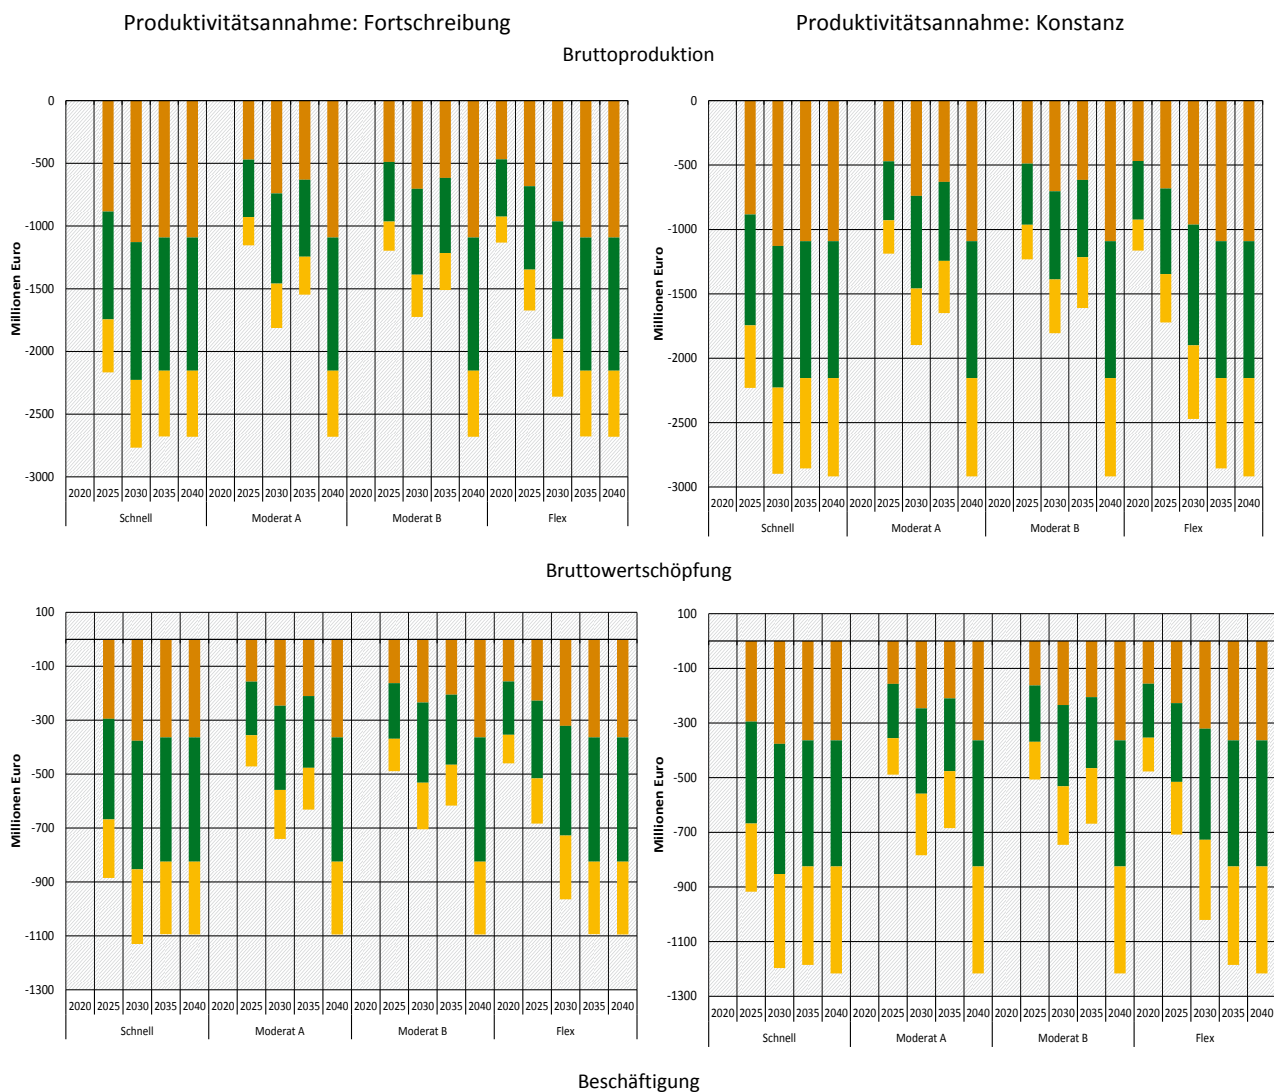 Produktivitätsannahme: Fortschreibung
Produktivitätsannahme: Konstanz
Bruttoproduktion
Millionen Euro
0
-500
-1000
-1500
-2000
-2500
-3000
2020 2025 2030 2035 2040 2020 2025 2030 2035 2040 2020 2025 2030 2035 2040 2020 2025 2030 2035 2040
Schnell Moderat A Moderat B Flex
Millionen Euro
0
-500
-1000
-1500
-2000
-2500
-3000
2020 2025 2030 2035 2040 2020 2025 2030 2035 2040 2020 2025 2030 2035 2040 2020 2025 2030 2035 2040
Schnell Moderat A Moderat B Flex
Bruttowertschöpfung
Millionen Euro
100
-100
-300
-500
-700
-900
-1100
-1300
2020 2025 2030 2035 2040 2020 2025 2030 2035 2040 2020 2025 2030 2035 2040 2020 2025 2030 2035 2040
Schnell Moderat A Moderat B Flex
Millionen Euro
100
-100
-300
-500
-700
-900
-1100
-1300
2020 2025 2030 2035 2040 2020 2025 2030 2035 2040 2020 2025 2030 2035 2040 2020 2025 2030 2035 2040
Schnell Moderat A Moderat B Flex
Beschäftigung